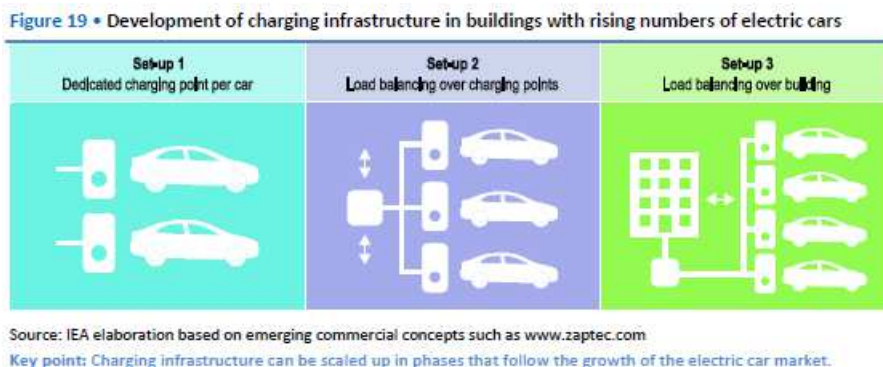 Figure 19 • Development of charging infrastructure in buildings with rising numbers of electric cars
Set-up 1
Dedicated charging point per car
Set-up 2
Load balancing over charging points
Set-up 3
Load balancing over building
Source: IEA elaboration based on emerging commercial concepts such as www.zaptec.com
Key point: Charging infrastructure can be scaled up in phases that follow the growth of the electric car market.